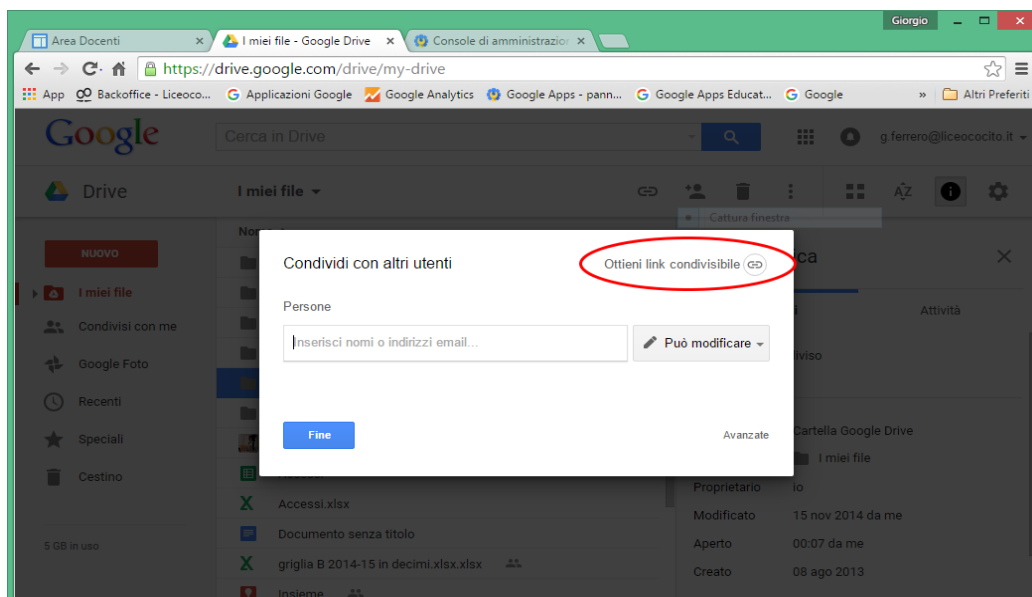 Giorgio
Area Docenti
I miei file - Google Drive
Console di amministrazion
https://drive.google.com/drive/my-drive
App
Backoffice - Liceoco...
Applicazioni Google
Google Analytics
Google Apps - pann...
Google Apps Educat...
Google
»
Altri Preferiti
Google
Cerca in Drive
g.ferrero@liceococito.it
Drive
I miei file
AZ
Cattura finestra
NUOVO
I miei file
Condivisi con me
Google Foto
Recenti
Speciali
Cestino
5 GB in uso
Condividi con altri utenti
Ottieni link condivisibile
Persone
Inserisci nomi o indirizzi email...
Può modificare
Fine
Avanzate
Accessi.xlsx
Documento senza titolo
griglia B 2014-15 in decimi.xlsx.xlsx
Insieme
Attività
Cartella Google Drive
I miei file
Proprietario io
Modificato 15 nov 2014 da me
Aperto 00:07 da me
Creato 08 ago 2013